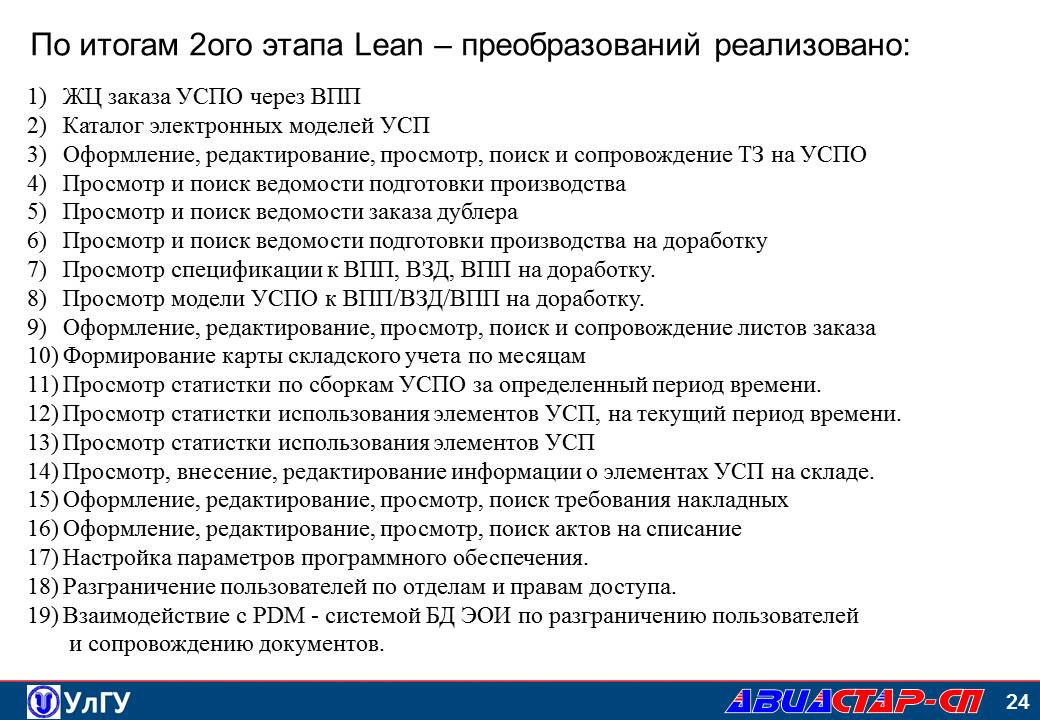 По итогам 2ого этапа Lean – преобразований реализовано:
1) ЖЦ заказа УСПО через ВПП
2) Каталог электронных моделей УСП
3) Оформление, редактирование, просмотр, поиск и сопровождение ТЗ на УСПО
4) Просмотр и поиск ведомости подготовки производства
5) Просмотр и поиск ведомости заказа дублера
6) Просмотр и поиск ведомости подготовки производства на доработку
7) Просмотр спецификации к ВПП, ВЗД, ВПП на доработку.
8) Просмотр модели УСПО к ВПП/ВЗД/ВПП на доработку.
9) Оформление, редактирование, просмотр, поиск и сопровождение листов заказа
10) Формирование карты складского учета по месяцам
11) Просмотр статистки по сборкам УСПО за определенный период времени.
12) Просмотр статистки использования элементов УСП, на текущий период времени.
13) Просмотр статистки использования элементов УСП
14) Просмотр, внесение, редактирование информации о элементах УСП на складе.
15) Оформление, редактирование, просмотр, поиск требования накладных
16) Оформление, редактирование, просмотр, поиск актов на списание
17) Настройка параметров программного обеспечения.
18) Разграничение пользователей по отделам и правам доступа.
19) Взаимодействие с PDM - системой БД ЭОИ по разграничению пользователей
и сопровождению документов.
УлГУ
АВИАСТАР-СП
24